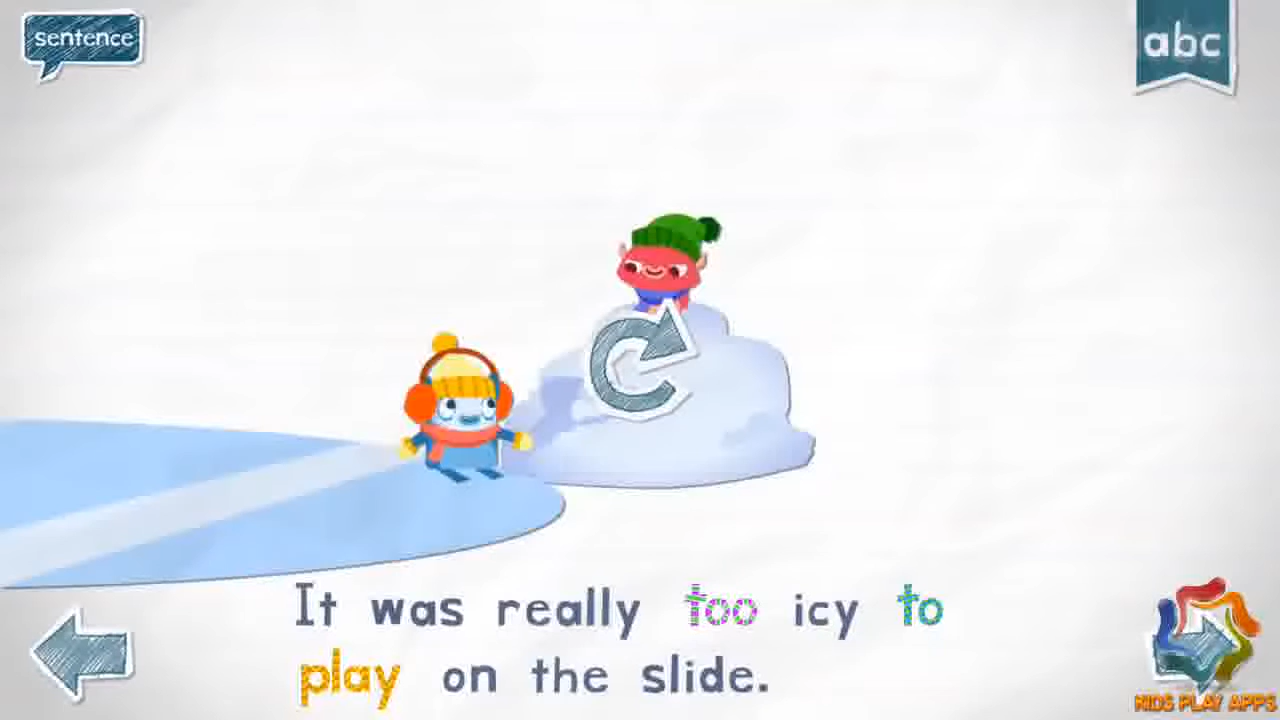 sentence
abc
It was really too icy to
play on the slide.
KIDS PLAY APPS